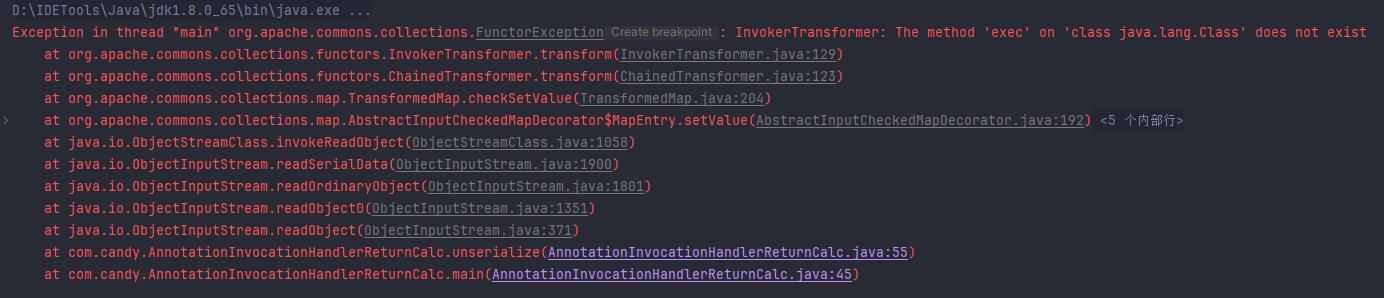 D:\IDETools\Java\jdk1.8.0_65\bin\java.exe ...
Exception in thread "main" org.apache.commons.collections.FunctorException Create breakpoint : InvokerTransformer: The method 'exec' on 'class java.lang.Class' does not exist
at org.apache.commons.collections.functors.InvokerTransformer.transform(InvokerTransformer.java:129)
at org.apache.commons.collections.functors.ChainedTransformer.transform(ChainedTransformer.java:123)
at org.apache.commons.collections.map.TransformedMap.checkSetValue(TransformedMap.java:204)
at org.apache.commons.collections.map.AbstractInputCheckedMapDecorator$MapEntry.setValue(AbstractInputCheckedMapDecorator.java:192) <5 个内部行>
at java.io.ObjectStreamClass.invokeReadObject(ObjectStreamClass.java:1058)
at java.io.ObjectInputStream.readSerialData(ObjectInputStream.java:1900)
at java.io.ObjectInputStream.readOrdinaryObject(ObjectInputStream.java:1801)
at java.io.ObjectInputStream.readObject0(ObjectInputStream.java:1351)
at java.io.ObjectInputStream.readObject(ObjectInputStream.java:371)
at com.candy.AnnotationInvocationHandlerReturnCalc.unserialize(AnnotationInvocationHandlerReturnCalc.java:55)
at com.candy.AnnotationInvocationHandlerReturnCalc.main(AnnotationInvocationHandlerReturnCalc.java:45)